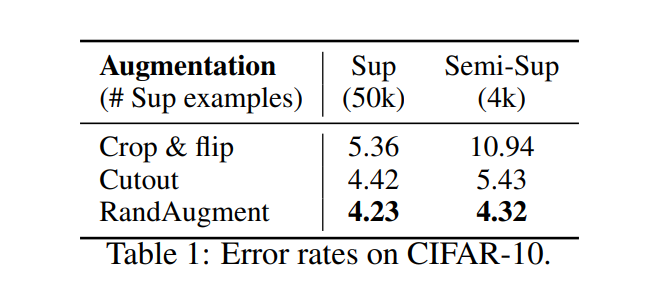 Augmentation Sup Semi-Sup
(# Sup examples) (50k) (4k)
Crop & flip 5.36 10.94
Cutout 4.42 5.43
RandAugment 4.23 4.32
Table 1: Error rates on CIFAR-10.